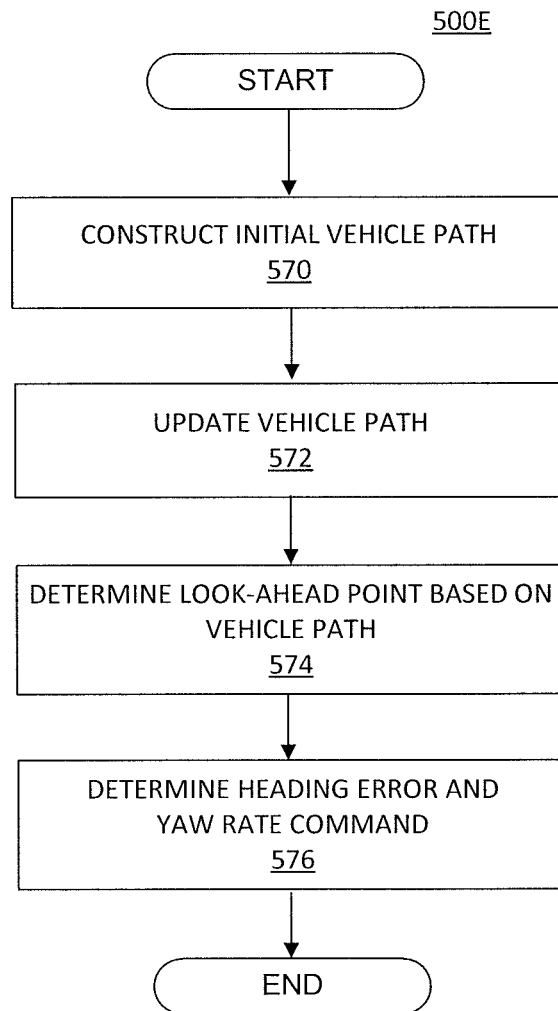 500E
START
CONSTRUCT INITIAL VEHICLE PATH
570
UPDATE VEHICLE PATH
572
DETERMINE LOOK-AHEAD POINT BASED ON
VEHICLE PATH
574
DETERMINE HEADING ERROR AND
YAW RATE COMMAND
576
END